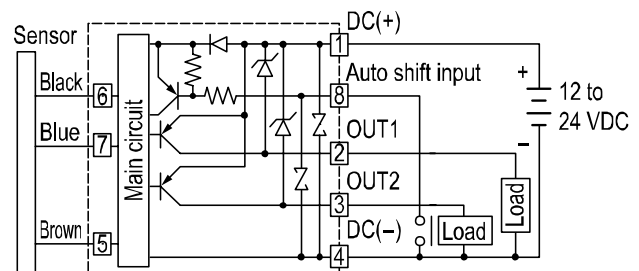 Sensor
DC(+)
1
Black
6
Auto shift input
8
+
12 to
24 VDC
Blue
7
Main circuit
OUT1
2
−
OUT2
3
Load
Load
Brown
5
DC(−)
4